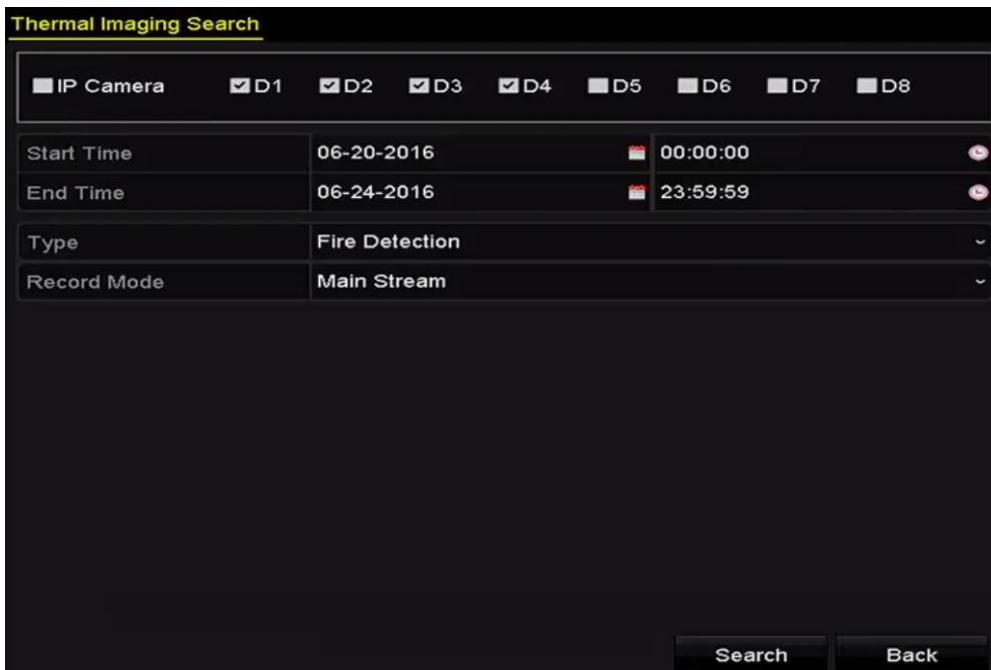 Thermal Imaging Search
IP Camera D1 D2 D3 D4 D5 D6 D7 D8
Start Time 06-20-2016 00:00:00
End Time 06-24-2016 23:59:59
Type Fire Detection
Record Mode Main Stream
Search Back